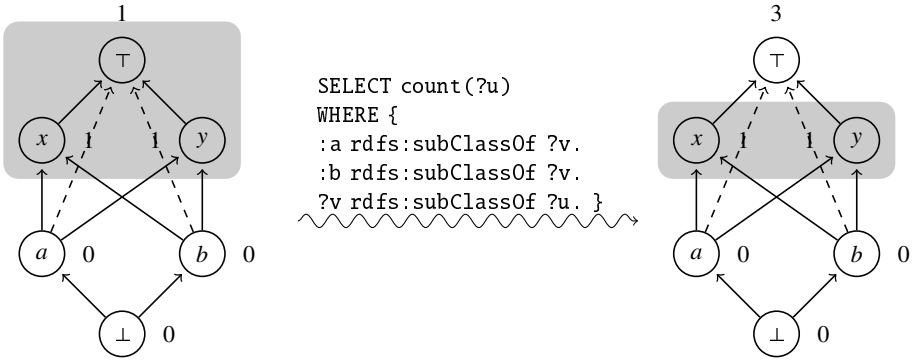 1 3
⊤ ⊤
SELECT count(?u)
WHERE {
x 1 1 y x 1 1 y
:a rdfs:subClassOf ?v.
:b rdfs:subClassOf ?v.
?v rdfs:subClassOf ?u. }
a 0 b 0 a 0 b 0
⊥ 0 ⊥ 0